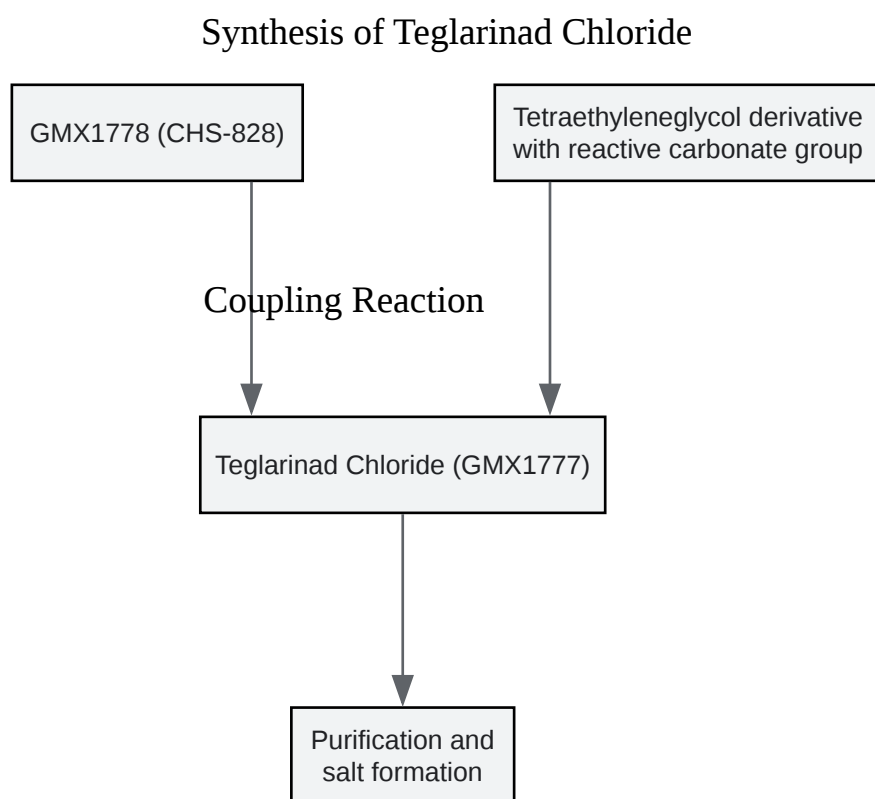 Synthesis of Teglarinad Chloride
GMX1778 (CHS-828)
Tetraethyleneglycol derivative
with reactive carbonate group
Coupling Reaction
Teglarinad Chloride (GMX1777)
Purification and
salt formation